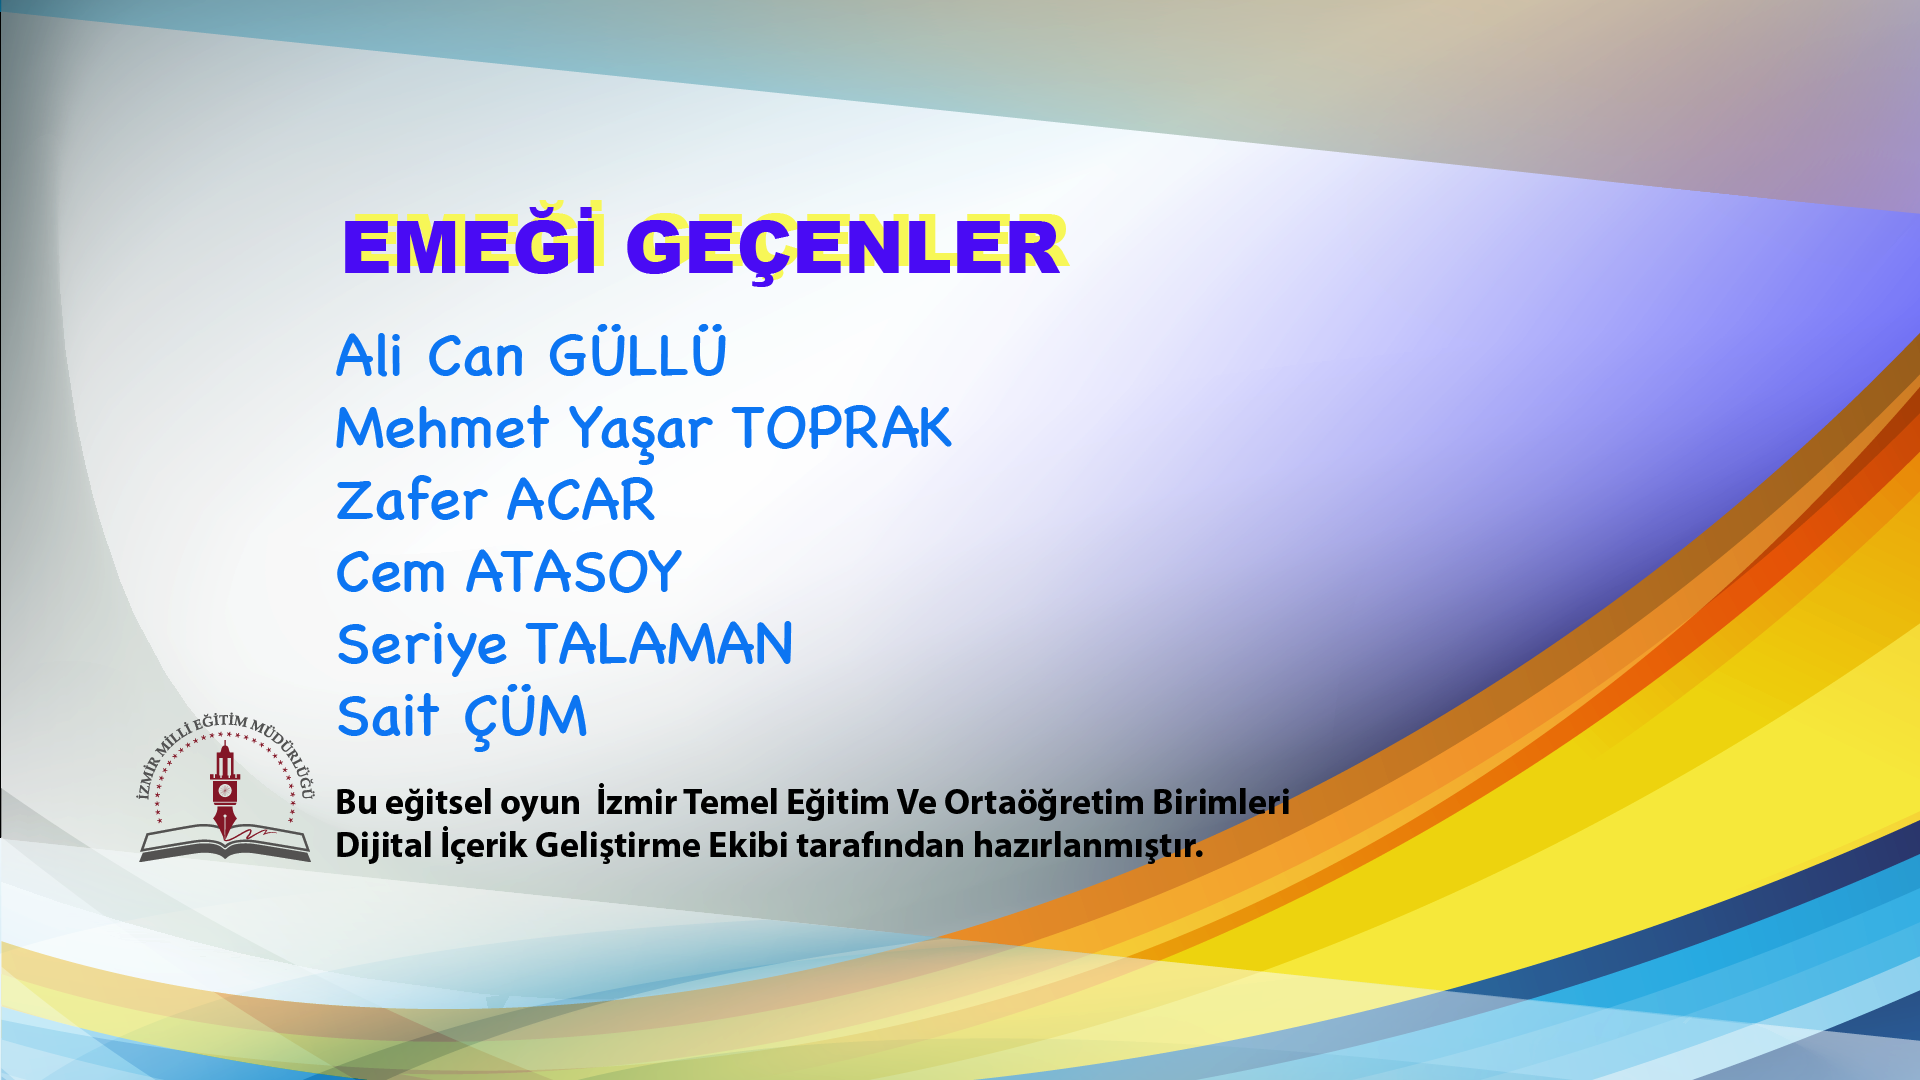 EMEĞİ GEÇENLER
Ali Can GÜLLÜ
Mehmet Yaşar TOPRAK
Zafer ACAR
Cem ATASOY
Seriye TALAMAN
Sait ÇÜM
İZMİR MİLLİ EĞİTİM MÜDÜRLÜĞÜ
Bu eğitsel oyun İzmir Temel Eğitim Ve Ortaöğretim Birimleri
Dijital İçerik Geliştirme Ekibi tarafından hazırlanmıştır.